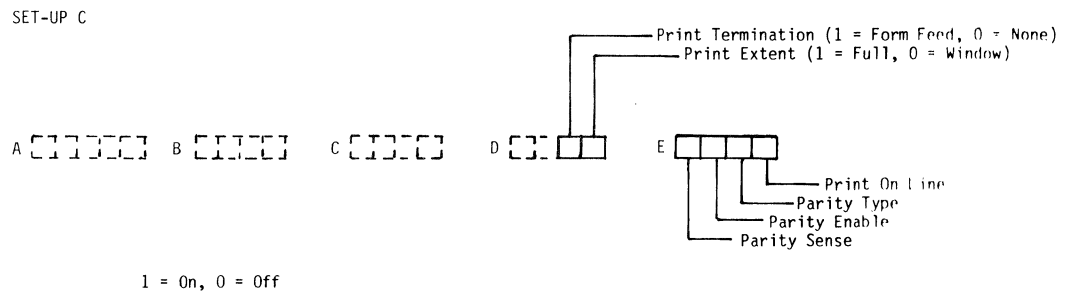 SET-UP C
Print Termination (1 = Form Feed, 0 = None)
Print Extent (1 = Full, 0 = Window)
A B C D E
Print On Line
Parity Type
Parity Enable
Parity Sense
1 = On, 0 = Off